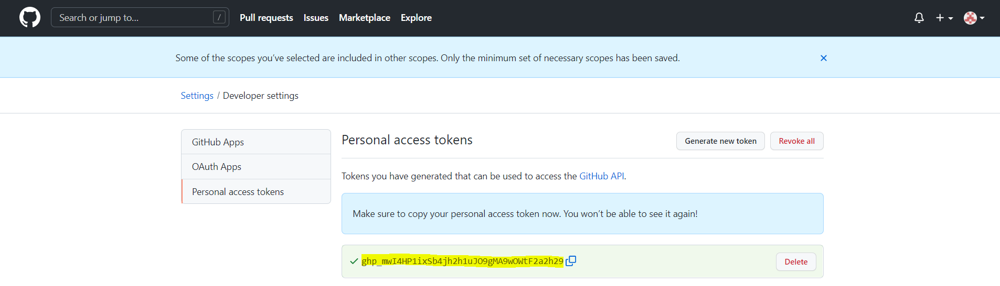 Search or jump to...
/
Pull requests
Issues
Marketplace
Explore
Some of the scopes you’ve selected are included in other scopes. Only the minimum set of necessary scopes has been saved.
Settings / Developer settings
GitHub Apps
OAuth Apps
Personal access tokens
Personal access tokens
Generate new token
Revoke all
Tokens you have generated that can be used to access the GitHub API.
Make sure to copy your personal access token now. You won’t be able to see it again!
ghp_mwI4HP1ixSb4jh2h1uJO9gMA9wOWtF2a2h29
Delete